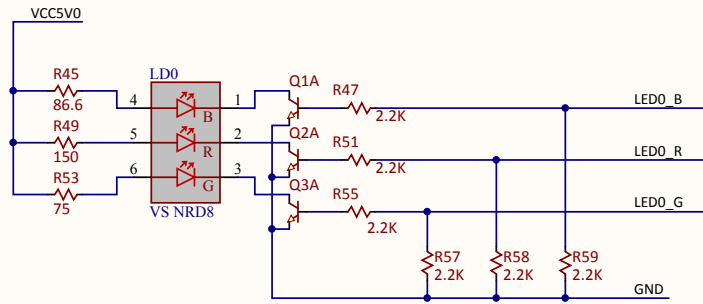 VCC5V0
R45
86.6
R49
150
R53
75
LD0
4
5
6
B
R
G
1
2
3
VS NRD8
Q1A
Q2A
Q3A
R47
2.2K
R51
2.2K
R55
2.2K
LED0_B
LED0_R
LED0_G
R57
2.2K
R58
2.2K
R59
2.2K
GND